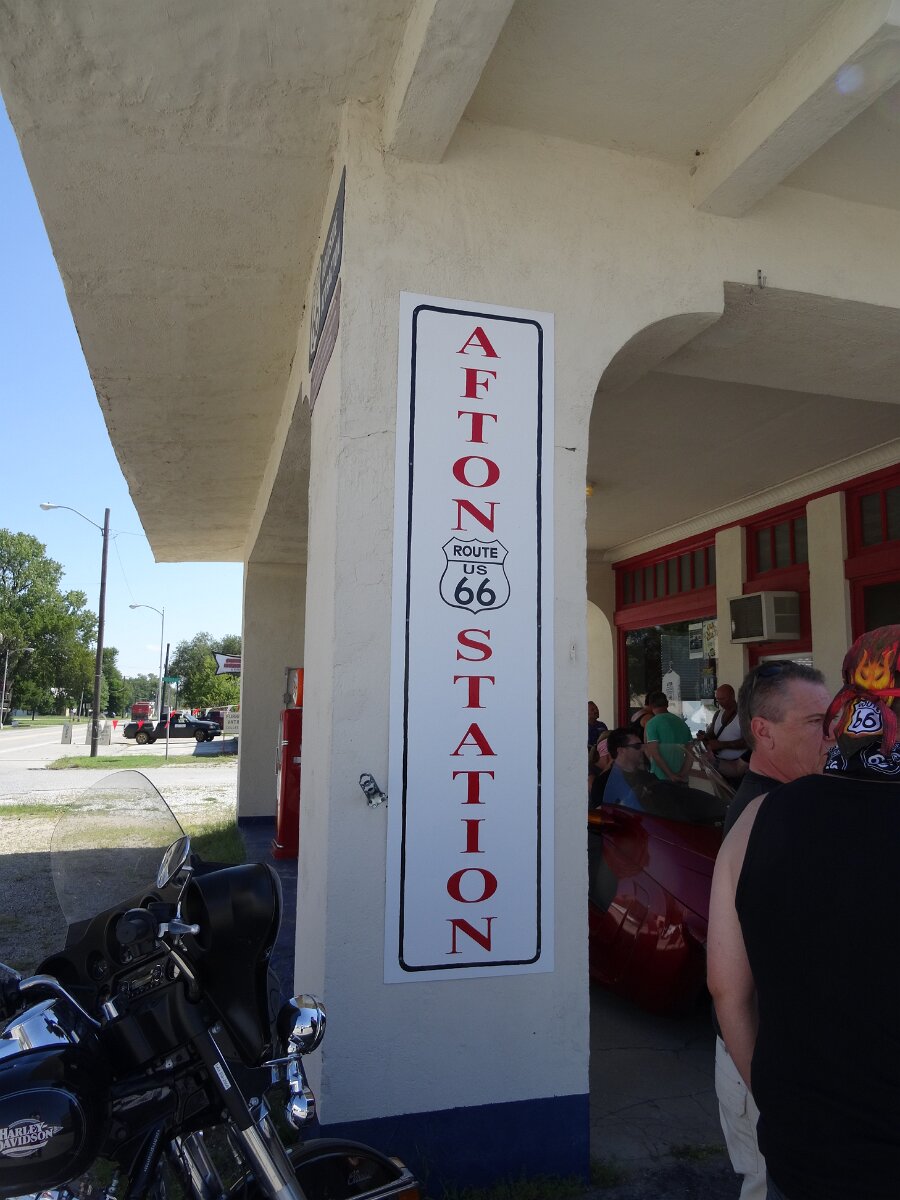 AFTON
ROUTE
US
66
STATION
66
HARLEY
DAVIDSON